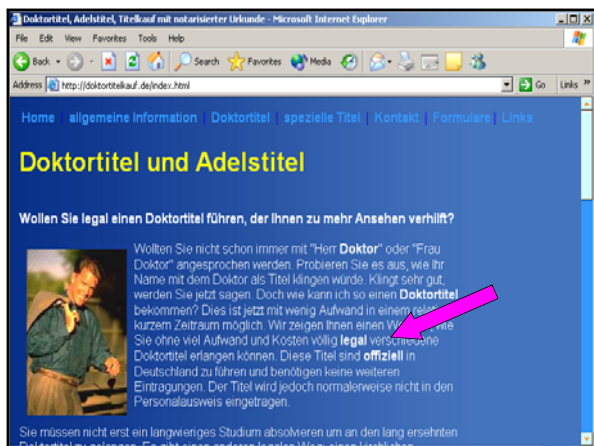 Doktortitel, Adelstitel, Titelkauf mit notarisierter Urkunde - Microsoft Internet Explorer
File Edit View Favorites Tools Help
Back Search Favorites Media
Address http://doktortitelkauf.de/index.html Go Links »
Home | allgemeine Information | Doktortitel | spezielle Titel | Kontakt | Formulare | Links
Doktortitel und Adelstitel
Wollen Sie legal einen Doktortitel führen, der Ihnen zu mehr Ansehen verhilft?
Wollten Sie nicht schon immer mit "Herr Doktor" oder "Frau
Doktor" angesprochen werden. Probieren Sie es aus, wie Ihr
Name mit dem Doktor als Titel klingen würde. Klingt sehr gut,
werden Sie jetzt sagen. Doch wie kann ich so einen Doktortitel
bekommen? Dies ist jetzt mit wenig Aufwand in einem
kurzem Zeitraum möglich. Wir zeigen Ihnen einen wie
Sie ohne viel Aufwand und Kosten völlig legal verschiedene
Doktortitel erlangen können. Diese Titel sind offiziell in
Deutschland zu führen und benötigen keine weiteren
Eintragungen. Der Titel wird jedoch normalerweise nicht in den
Personalausweis eingetragen.
Sie müssen nicht erst ein langwieriges Studium absolvieren um an den lang ersehnten